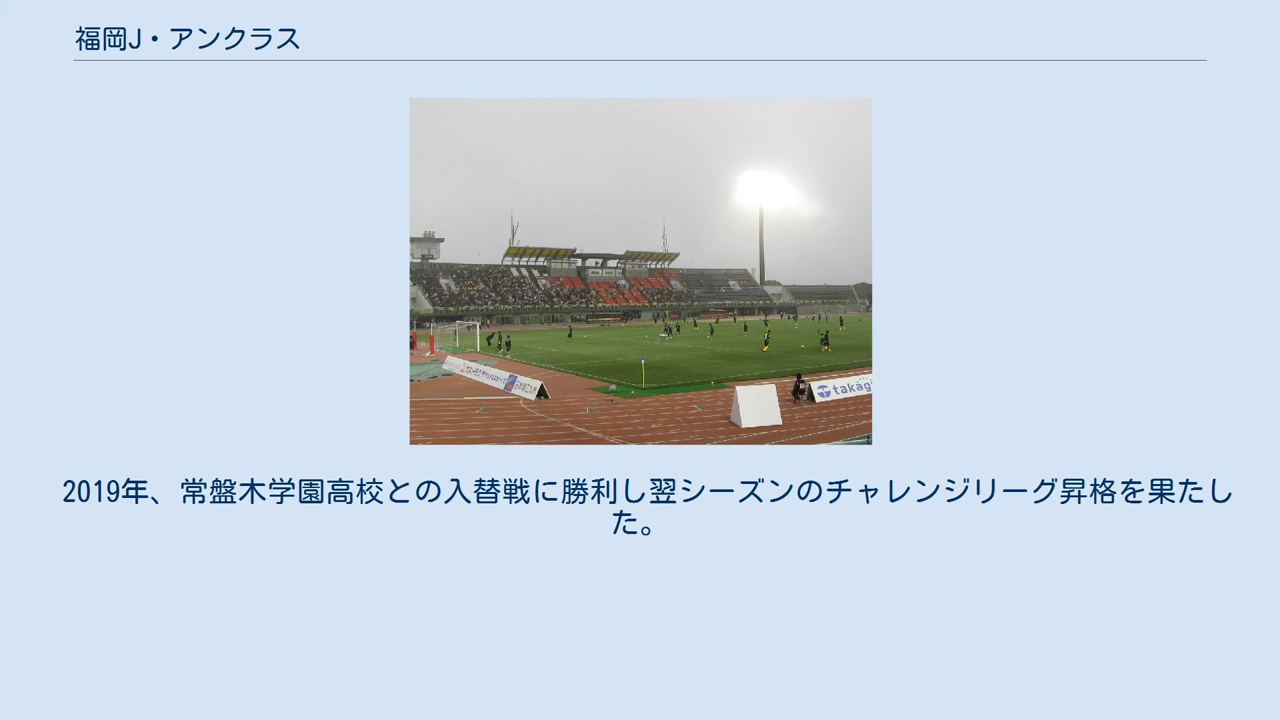 福岡J・アンクラス
takagi
2019年、常盤木学園高校との入替戦に勝利し翌シーズンのチャレンジリーグ昇格を果たし
た。